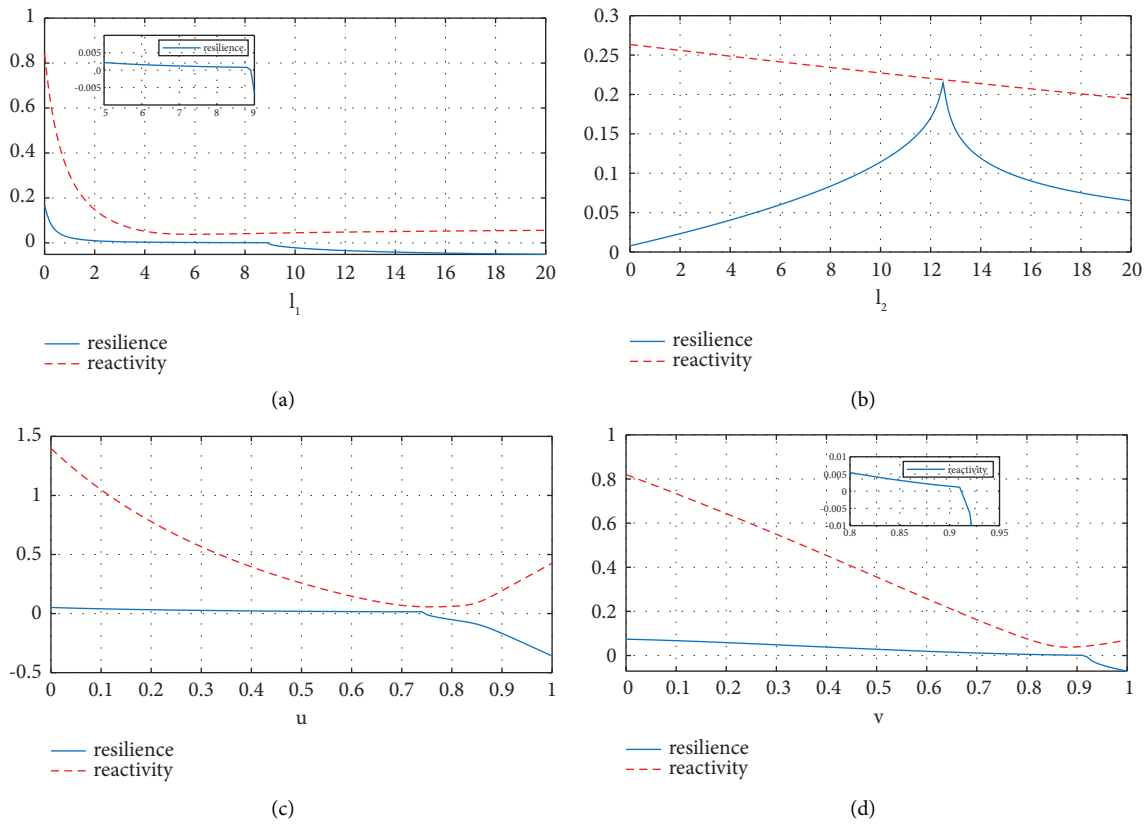 1
0.8
0.6
0.4
0.2
0
0 2 4 6 8 10 12 14 16 18 20
l₁
0.005
0
-0.005
5 6 7 8 9
resilience
resilience
reactivity
(a)
0.3
0.25
0.2
0.15
0.1
0.05
0
0 2 4 6 8 10 12 14 16 18 20
l₂
resilience
reactivity
(b)
1.5
1
0.5
0
-0.5
0 0.1 0.2 0.3 0.4 0.5 0.6 0.7 0.8 0.9 1
u
resilience
reactivity
(c)
1
0.8
0.6
0.4
0.2
0
0 0.1 0.2 0.3 0.4 0.5 0.6 0.7 0.8 0.9 1
v
0.01
0.005
0
-0.005
-0.01
0.8 0.85 0.9 0.95
reactivity
resilience
reactivity
(d)